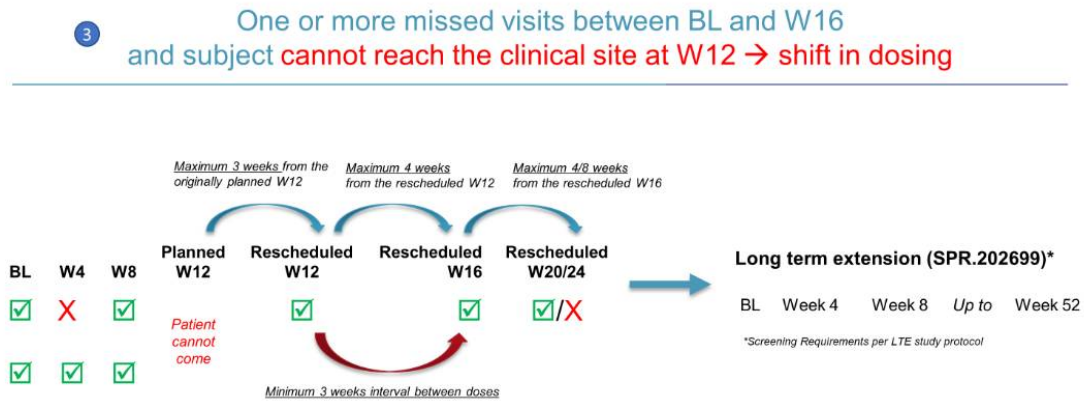 3
One or more missed visits between BL and W16
and subject cannot reach the clinical site at W12 → shift in dosing
Maximum 3 weeks from the
originally planned W12
Maximum 4 weeks
from the rescheduled W12
Maximum 4/8 weeks
from the rescheduled W16
BL W4 W8
Planned
W12
Rescheduled
W12
Rescheduled
W16
Rescheduled
W20/24
☑ X ☑ ☑ ☑ ☑/X
Patient
cannot
come
☑ ☑ ☑
Minimum 3 weeks interval between doses
Long term extension (SPR.202699)*
BL Week 4 Week 8 Up to Week 52
*Screening Requirements per LTE study protocol